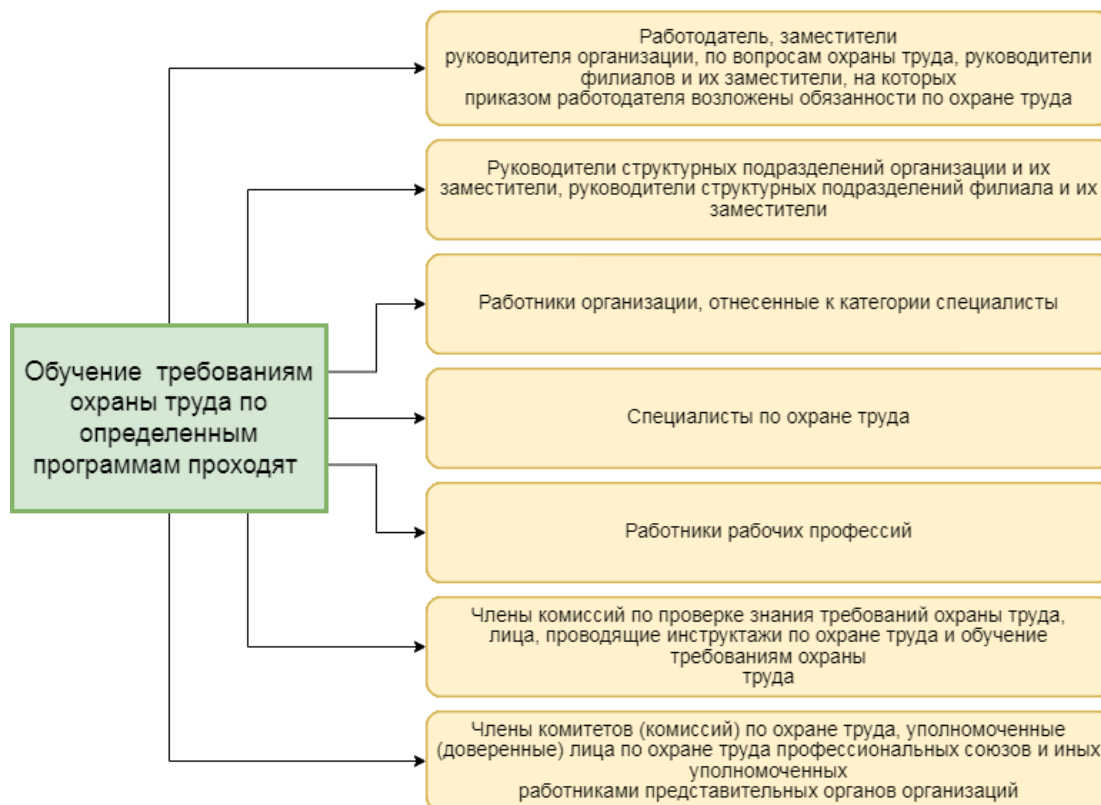 Работодатель, заместители
руководителя организации, по вопросам охраны труда, руководители
филиалов и их заместители, на которых
приказом работодателя возложены обязанности по охране труда
Руководители структурных подразделений организации и их
заместители, руководители структурных подразделений филиала и их
заместители
Работники организации, отнесенные к категории специалисты
Обучение требованиям
охраны труда по
определенным
программам проходят
Специалисты по охране труда
Работники рабочих профессий
Члены комиссий по проверке знания требований охраны труда,
лица, проводящие инструктажи по охране труда и обучение
требованиям охраны
труда
Члены комитетов (комиссий) по охране труда, уполномоченные
(доверенные) лица по охране труда профессиональных союзов и иных
уполномоченных
работниками представительных органов организаций